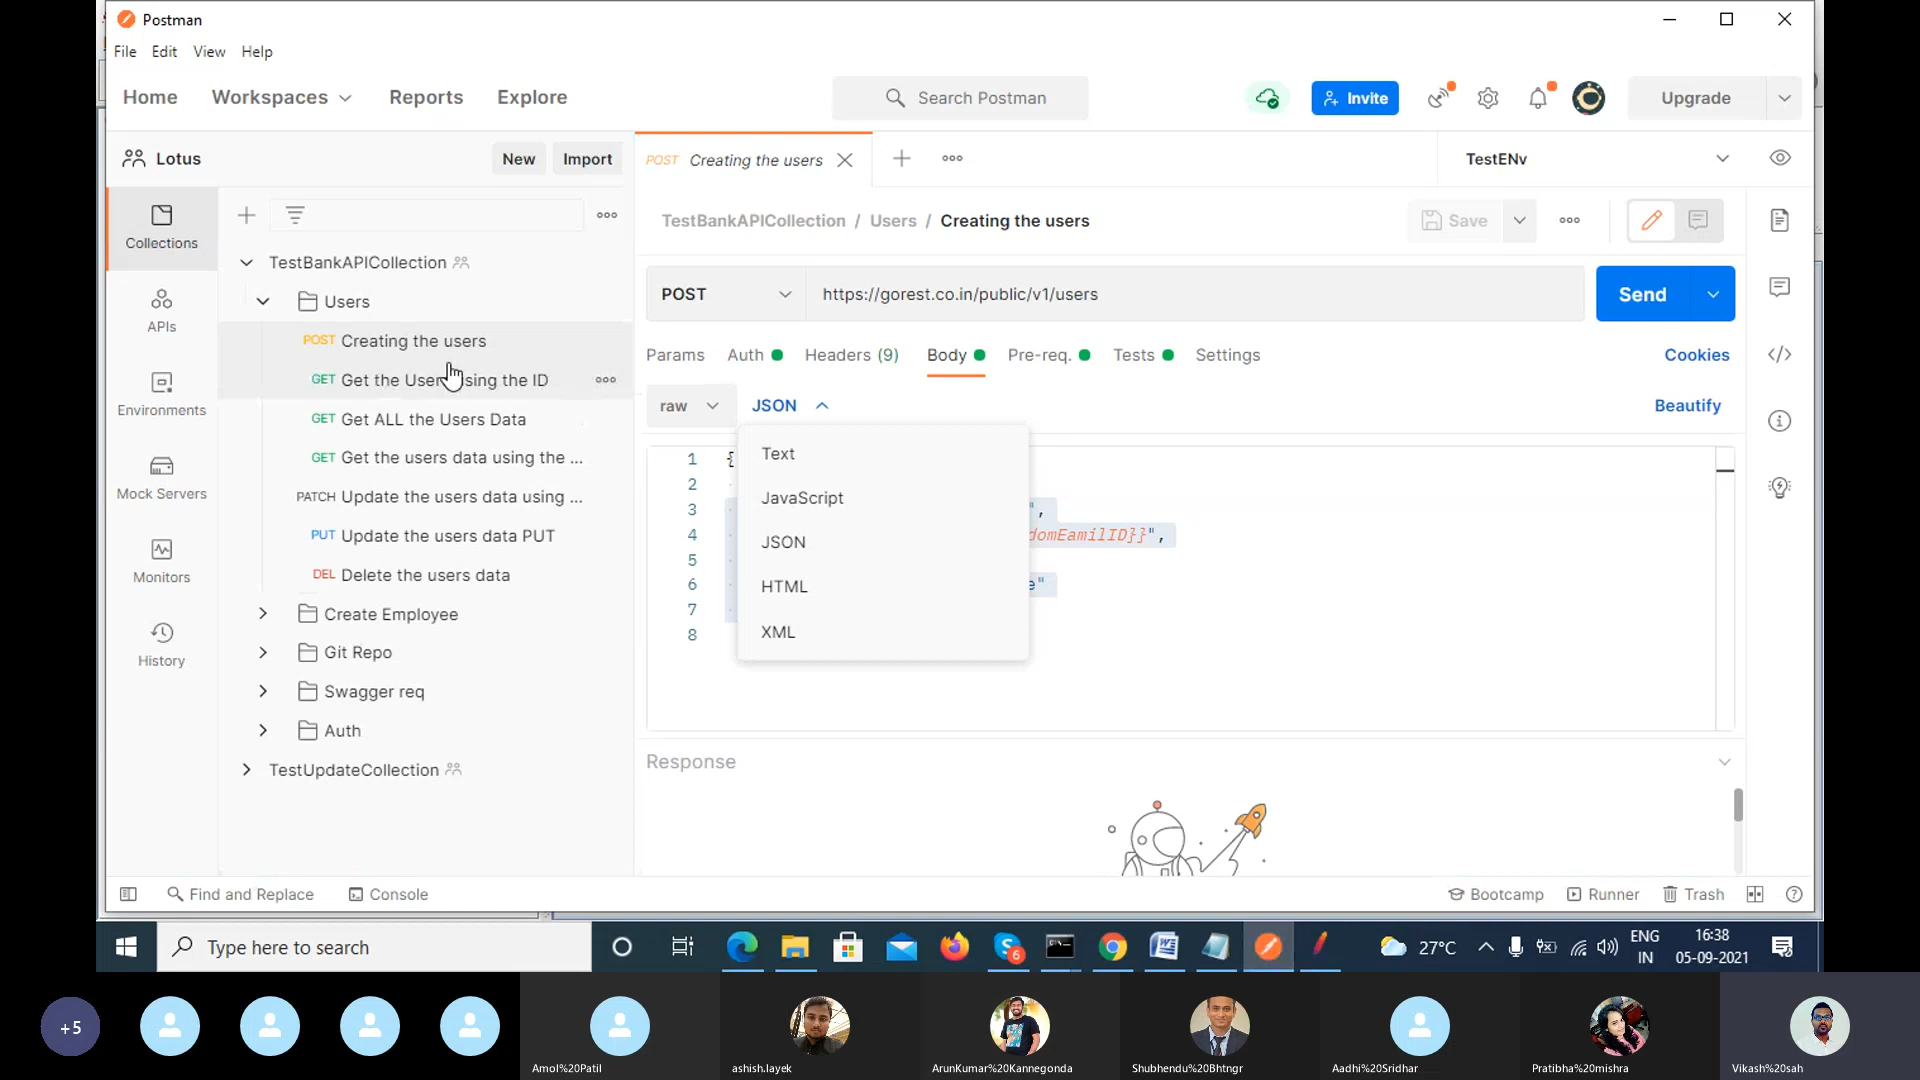 Postman
File Edit View Help
Home Workspaces Reports Explore Search Postman Invite Upgrade
Lotus New Import POST Creating the users TestENv
Collections
APIs
Environments
Mock Servers
Monitors
History
TestBankAPICollection
Users
POST Creating the users
GET Get the Users using the ID
GET Get ALL the Users Data
GET Get the users data using the ...
PATCH Update the users data using ...
PUT Update the users data PUT
DEL Delete the users data
Create Employee
Git Repo
Swagger req
Auth
TestUpdateCollection
TestBankAPICollection / Users / Creating the users Save
POST https://gorest.co.in/public/v1/users Send
Params Auth Headers (9) Body Pre-req. Tests Settings Cookies
raw JSON Beautify
Text
JavaScript
JSON
HTML
XML
1 {
2
3 ",
4 domEamilID}}",
5
6 e"
7
8
Response
Find and Replace Console Bootcamp Runner Trash
Type here to search 6 27°C ENG IN 16:38 05-09-2021
+5
Amol%20Patil ashish.layek ArunKumar%20Kannegonda Shubhendu%20Bhtngr Aadhi%20Sridhar Pratibha%20mishra Vikash%20sah